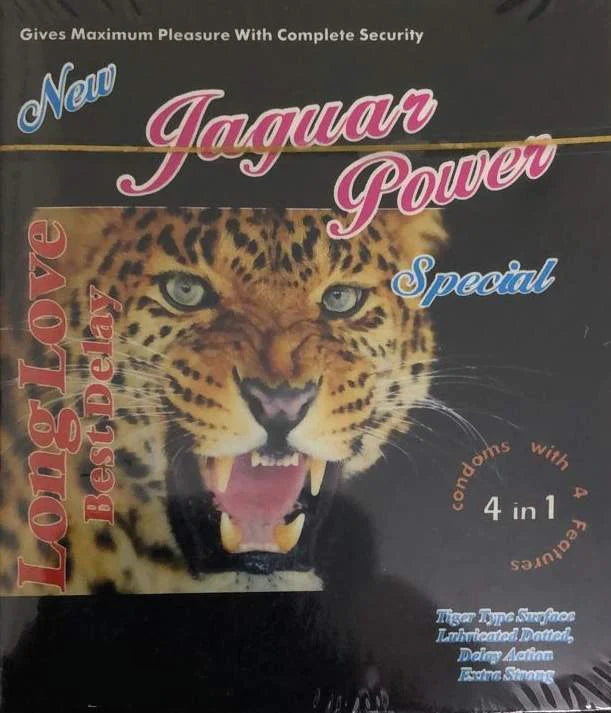 Gives Maximum Pleasure With Complete Security
New
Jaguar
Power
Special
Long Love
Best Delay
condoms with 4 Features
4 in 1
Tiger Type Surface
Lubricated Dotted,
Delay Action
Extra Strong